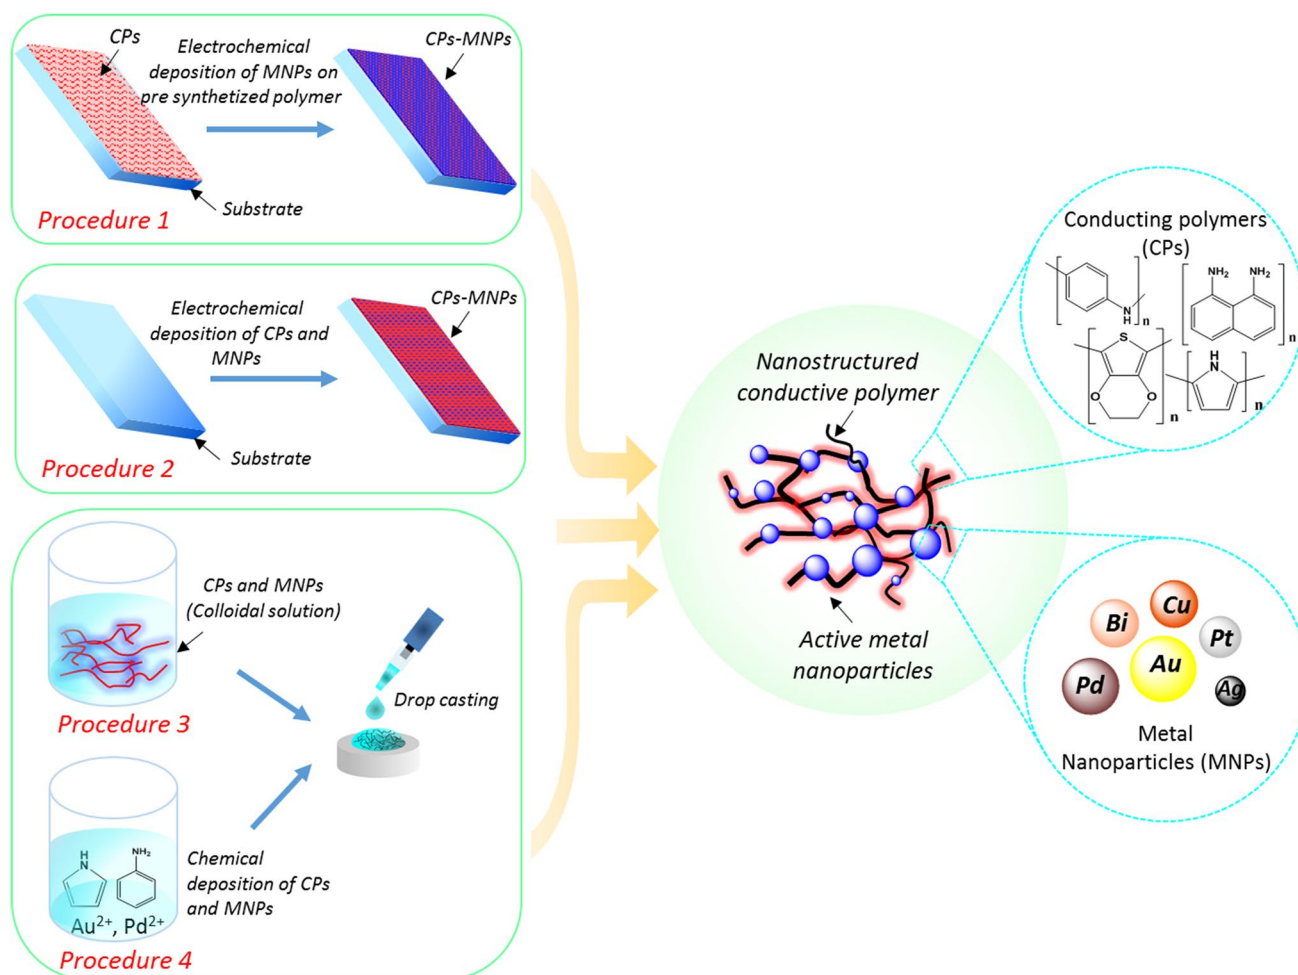 CPs
Electrochemical
deposition of MNPs on
pre synthetized polymer
CPs-MNPs
Substrate
Procedure 1
Electrochemical
deposition of CPs and
MNPs
CPs-MNPs
Substrate
Procedure 2
CPs and MNPs
(Colloidal solution)
Procedure 3
Drop casting
H
N
NH₂
Au²⁺, Pd²⁺
Chemical
deposition of CPs
and MNPs
Procedure 4
Nanostructured
conductive polymer
Active metal
nanoparticles
Conducting polymers
(CPs)
N
H
n
NH₂ NH₂
n
S
O O
n
H
N
n
Cu
Bi
Pt
Au
Pd
Ag
Metal
Nanoparticles (MNPs)